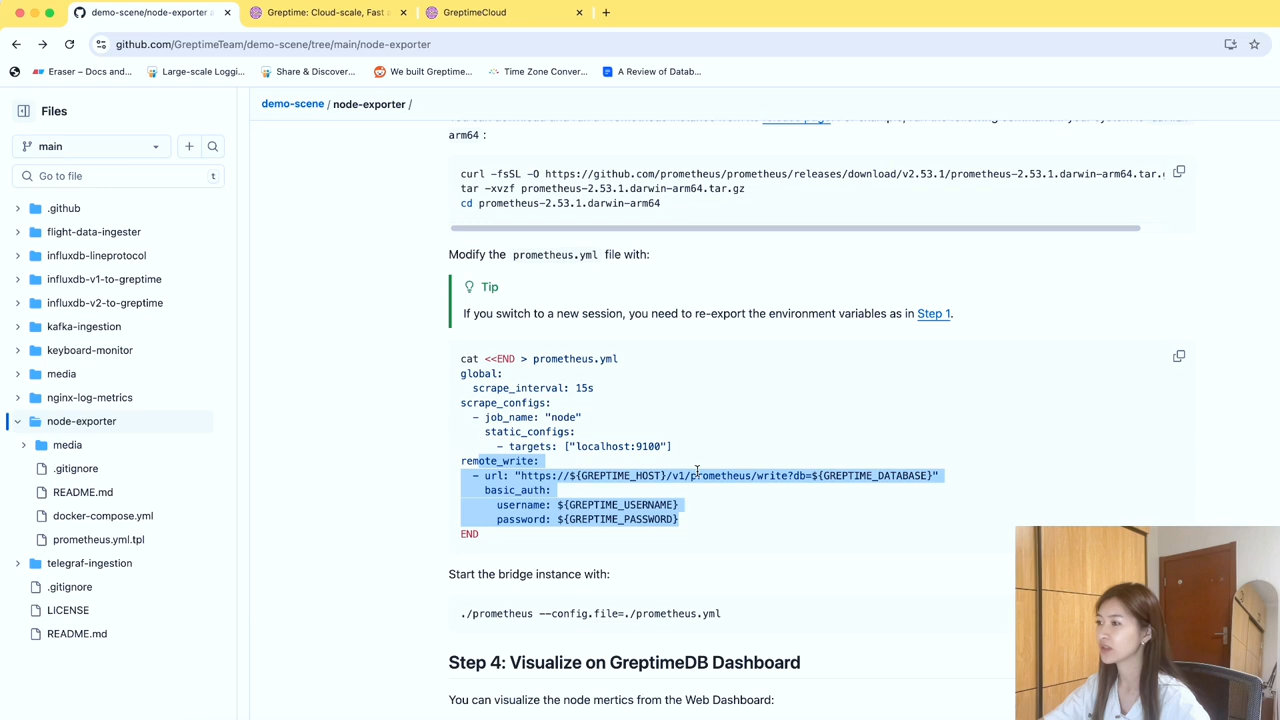 demo-scene/node-exporter a
Greptime: Cloud-scale, Fast a
GreptimeCloud
github.com/GreptimeTeam/demo-scene/tree/main/node-exporter
Eraser – Docs and...
Large-scale Loggi...
Share & Discover...
We built Greptime...
Time Zone Conver...
A Review of Datab...
Files
main
Go to file
t
.github
flight-data-ingester
influxdb-lineprotocol
influxdb-v1-to-greptime
influxdb-v2-to-greptime
kafka-ingestion
keyboard-monitor
media
nginx-log-metrics
node-exporter
media
.gitignore
README.md
docker-compose.yml
prometheus.yml.tpl
telegraf-ingestion
.gitignore
LICENSE
README.md
demo-scene / node-exporter /
arm64 :
curl -fsSL -O https://github.com/prometheus/prometheus/releases/download/v2.53.1/prometheus-2.53.1.darwin-arm64.tar.g
tar -xvzf prometheus-2.53.1.darwin-arm64.tar.gz
cd prometheus-2.53.1.darwin-arm64
Modify the prometheus.yml file with:
Tip
If you switch to a new session, you need to re-export the environment variables as in Step 1.
cat <<END > prometheus.yml
global:
scrape_interval: 15s
scrape_configs:
- job_name: "node"
static_configs:
- targets: ["localhost:9100"]
remote_write:
- url: "https://${GREPTIME_HOST}/v1/prometheus/write?db=${GREPTIME_DATABASE}"
basic_auth:
username: ${GREPTIME_USERNAME}
password: ${GREPTIME_PASSWORD}
END
Start the bridge instance with:
./prometheus --config.file=./prometheus.yml
Step 4: Visualize on GreptimeDB Dashboard
You can visualize the node mertics from the Web Dashboard: